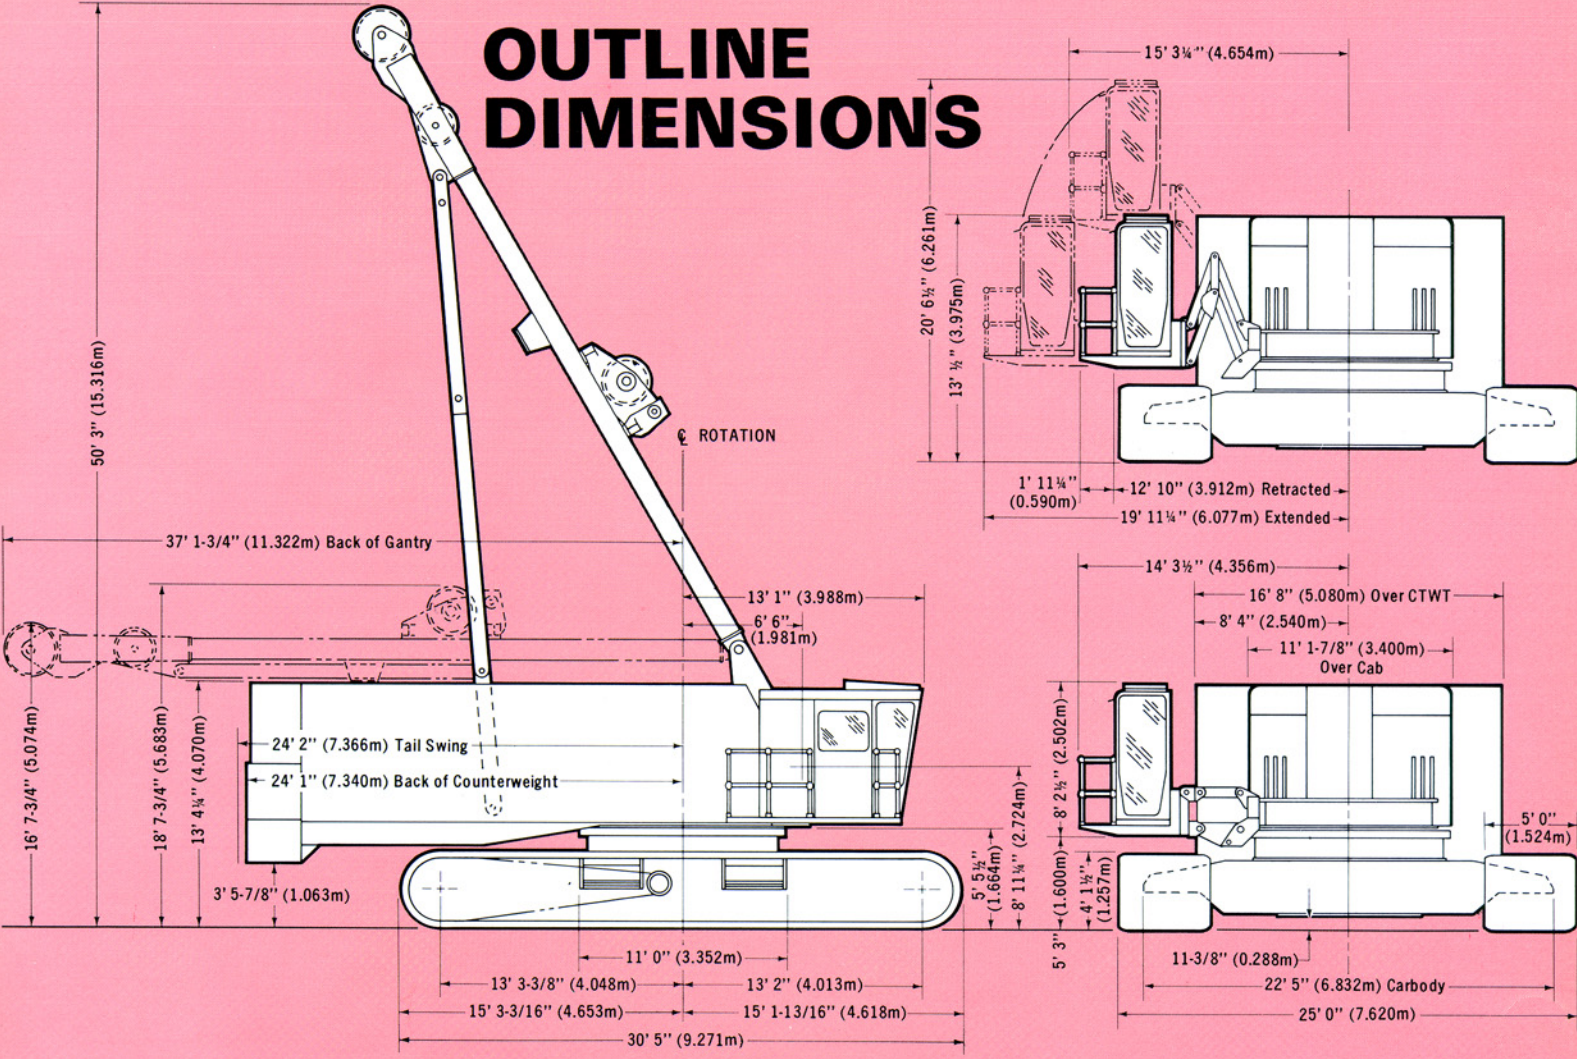 OUTLINE
DIMENSIONS
15' 3¼" (4.654m)
20' 6½" (6.261m)
13' ½" (3.975m)
50' 3" (15.316m)
℄ ROTATION
1' 11¼"
(0.590m)
12' 10" (3.912m) Retracted
19' 11¼" (6.077m) Extended
37' 1-3/4" (11.322m) Back of Gantry
14' 3½" (4.356m)
13' 1" (3.988m)
6' 6"
(1.981m)
16' 8" (5.080m) Over CTWT
8' 4" (2.540m)
11' 1-7/8" (3.400m)
Over Cab
16' 7-3/4" (5.074m)
18' 7-3/4" (5.683m)
13' 4¼" (4.070m)
24' 2" (7.366m) Tail Swing
24' 1" (7.340m) Back of Counterweight
3' 5-7/8" (1.063m)
5' 5½"
(1.664m)
8' 11¼" (2.724m)
8' 2½" (2.502m)
5' 3" (1.600m)
4' 1½"
(1.257m)
5' 0"
(1.524m)
11' 0" (3.352m)
11-3/8" (0.288m)
13' 3-3/8" (4.048m)
13' 2" (4.013m)
22' 5" (6.832m) Carbody
15' 3-3/16" (4.653m)
15' 1-13/16" (4.618m)
25' 0" (7.620m)
30' 5" (9.271m)